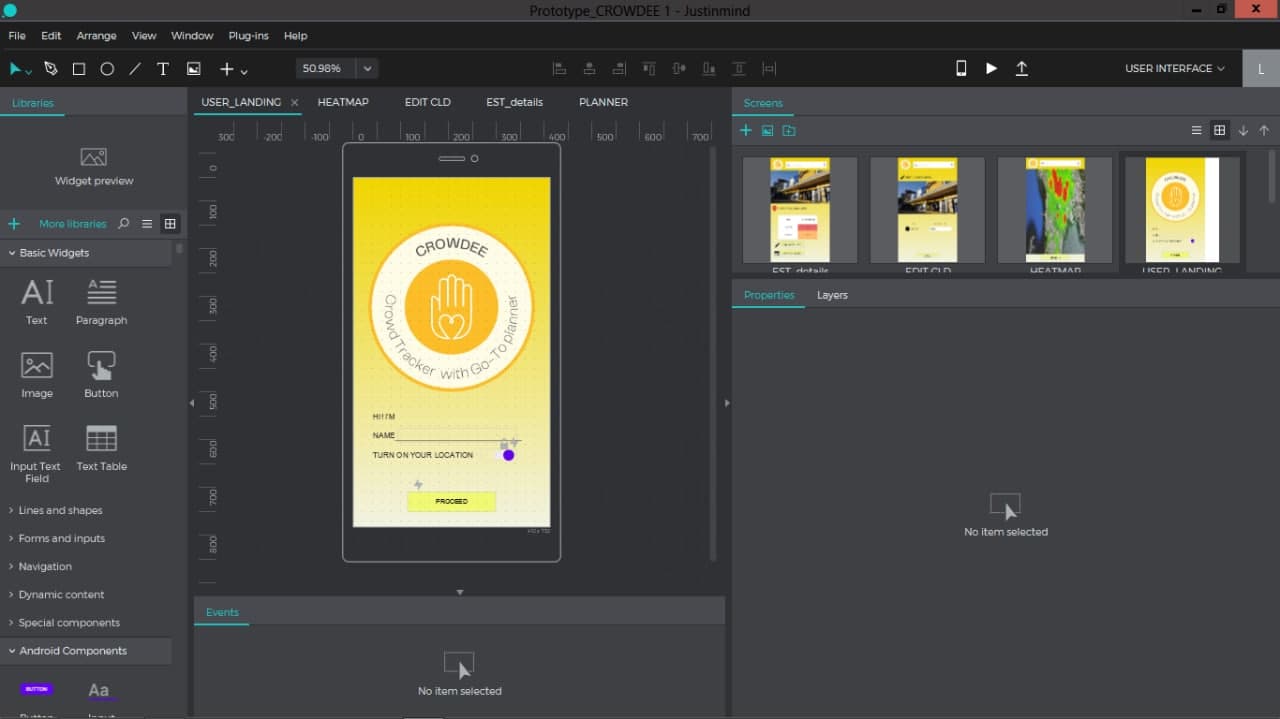 Prototype_CROWDEE 1 - Justinmind
File Edit Arrange View Window Plug-ins Help
50.98%
USER INTERFACE
L
Libraries
Widget preview
More libraries
Basic Widgets
Text
Paragraph
Image
Button
Input Text Field
Text Table
Lines and shapes
Forms and inputs
Navigation
Dynamic content
Special components
Android Components
BUTTON
Aa
Button
Input
USER_LANDING
HEATMAP
EDIT CLD
EST_details
PLANNER
300 -200 -100 0 100 200 300 400 500 600 700
0
100
200
300
400
500
600
700
800
CROWDEE
Crowd Tracker with Go-To planner
HI! I'M
NAME
TURN ON YOUR LOCATION
PROCEED
Events
No item selected
Screens
EST_details
EDIT CLD
HEATMAP
CROWDEE
USER_LANDING
Properties
Layers
No item selected